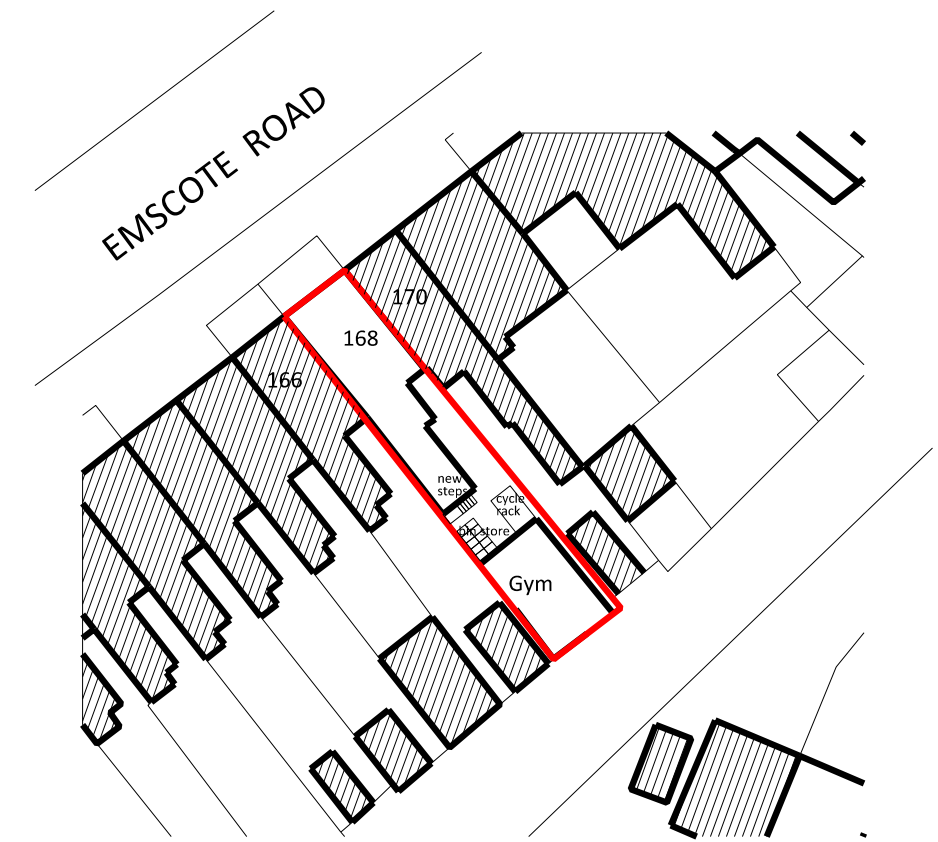 EMSCOTE ROAD
170
168
166
new
steps
cycle
rack
bin store
Gym